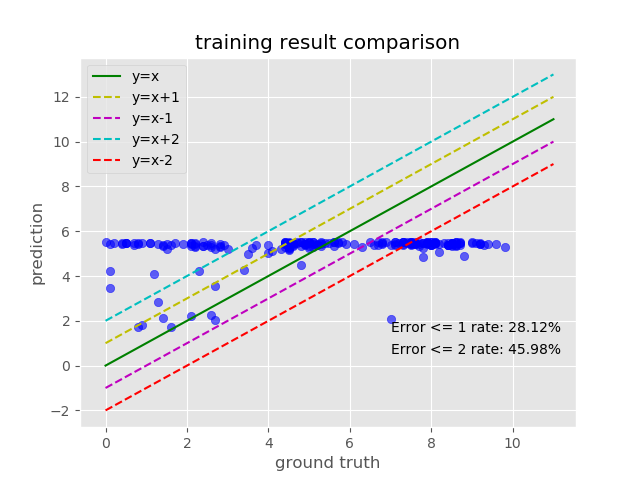 training result comparison
y=x
y=x+1
y=x-1
y=x+2
y=x-2
12
10
8
6
4
2
0
−2
prediction
Error <= 1 rate: 28.12%
Error <= 2 rate: 45.98%
0 2 4 6 8 10
ground truth